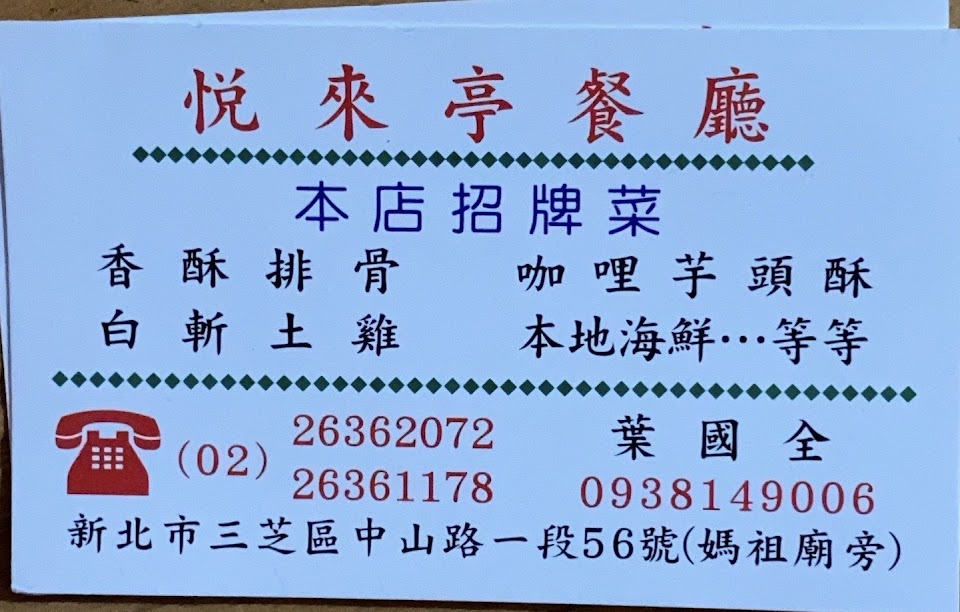 悅來亭餐廳
本店招牌菜
香酥排骨 咖哩芋頭酥
白斬土雞 本地海鮮…等等
(02) 26362072 葉國全
26361178 0938149006
新北市三芝區中山路一段56號(媽祖廟旁)